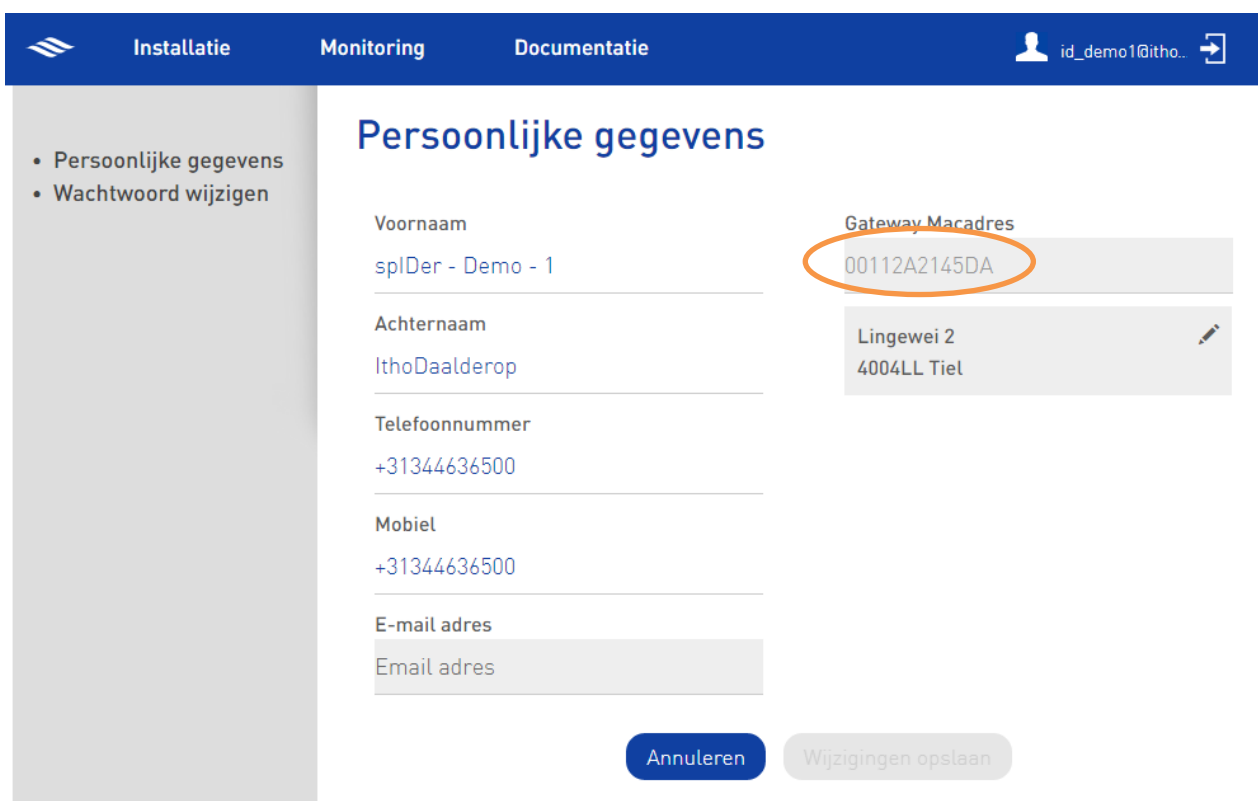 Installatie
Monitoring
Documentatie
id_demo1@itho...
• Persoonlijke gegevens
• Wachtwoord wijzigen
Persoonlijke gegevens
Voornaam
spIDer - Demo - 1
Achternaam
IthoDaalderop
Telefoonnummer
+31344636500
Mobiel
+31344636500
E-mail adres
Email adres
Gateway Macadres
00112A2145DA
Lingewei 2
4004LL Tiel
Annuleren
Wijzigingen opslaan